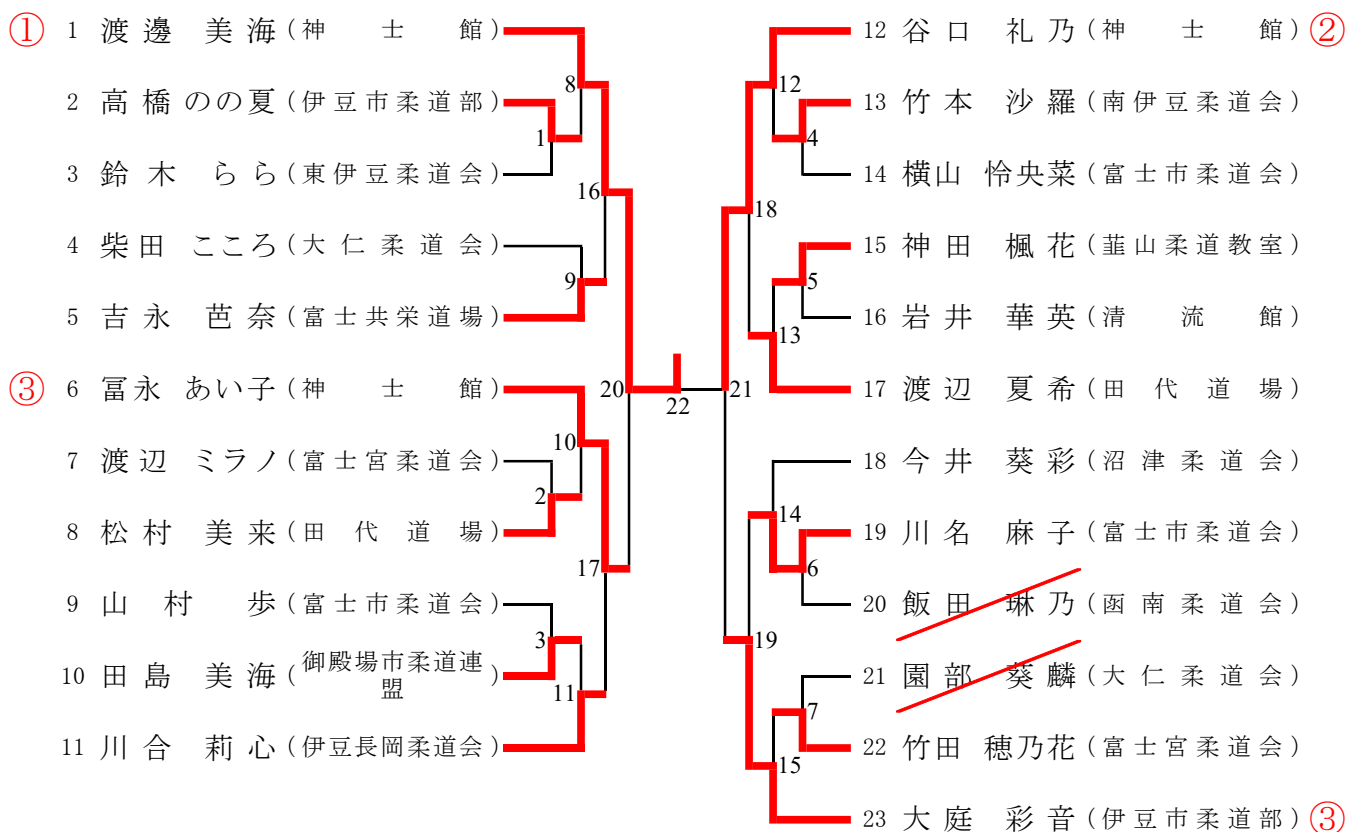 ① 1 渡邊 美海 (神士館)
2 高橋 のの夏 (伊豆市柔道部)
3 鈴木 らら (東伊豆柔道会)
4 柴田 こころ (大仁柔道会)
5 吉永 芭奈 (富士共栄道場)
③ 6 冨永 あい子 (神士館)
7 渡辺 ミラノ (富士宮柔道会)
8 松村 美来 (田代道場)
9 山村 歩 (富士市柔道会)
10 田島 美海 (御殿場市柔道連盟)
11 川合 莉心 (伊豆長岡柔道会)
8
1
16
9
20
10
2
17
3
11
22
12
4
18
5
13
21
14
6
19
7
15
12 谷口 礼乃 (神士館) ②
13 竹本 沙羅 (南伊豆柔道会)
14 横山 怜央菜 (富士市柔道会)
15 神田 楓花 (韮山柔道教室)
16 岩井 華英 (清流館)
17 渡辺 夏希 (田代道場)
18 今井 葵彩 (沼津柔道会)
19 川名 麻子 (富士市柔道会)
20 飯田 琳乃 (函南柔道会)
21 園部 葵麟 (大仁柔道会)
22 竹田 穂乃花 (富士宮柔道会)
23 大庭 彩音 (伊豆市柔道部) ③